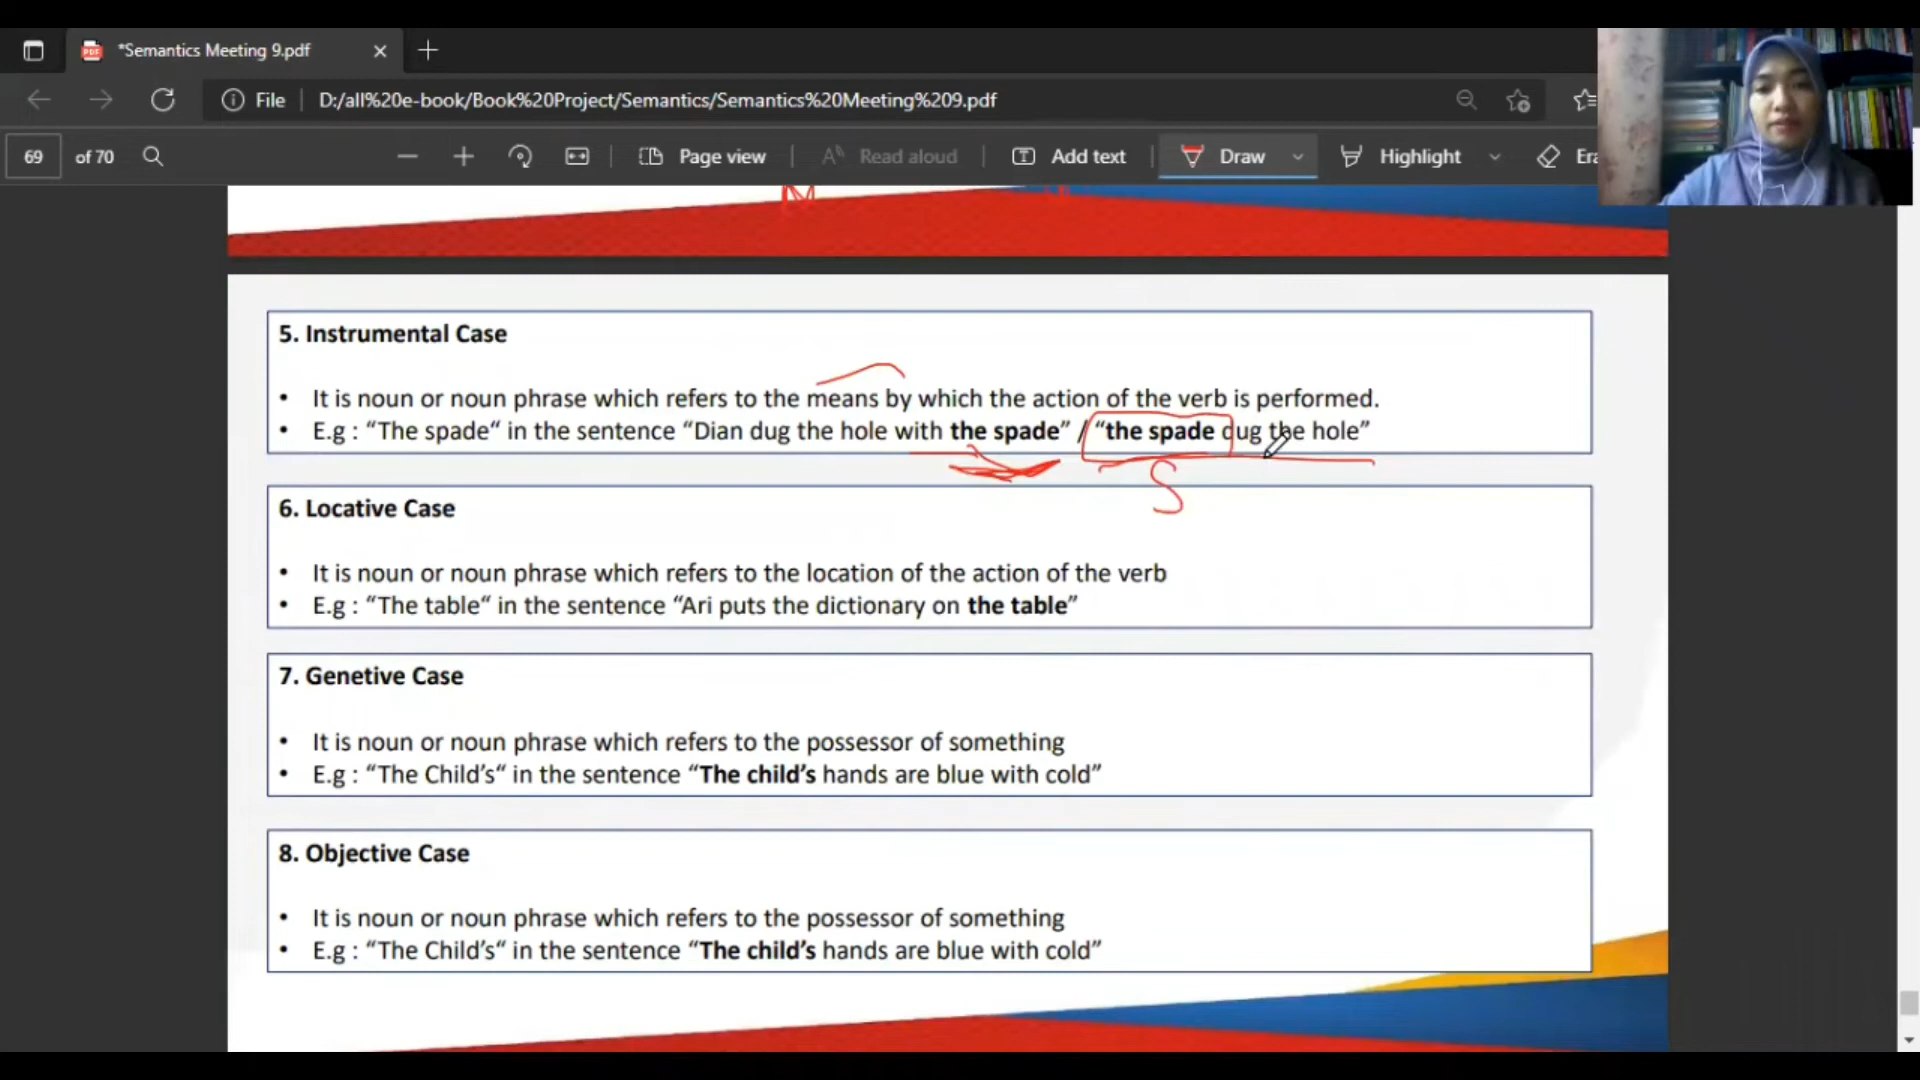 *Semantics Meeting 9.pdf
File D:/all%20e-book/Book%20Project/Semantics/Semantics%20Meeting%209.pdf
69 of 70 Page view Read aloud Add text Draw Highlight Era
M
5. Instrumental Case
• It is noun or noun phrase which refers to the means by which the action of the verb is performed.
• E.g : “The spade“ in the sentence “Dian dug the hole with the spade” / “the spade dug the hole”
S
6. Locative Case
• It is noun or noun phrase which refers to the location of the action of the verb
• E.g : “The table“ in the sentence “Ari puts the dictionary on the table”
7. Genetive Case
• It is noun or noun phrase which refers to the possessor of something
• E.g : “The Child’s“ in the sentence “The child’s hands are blue with cold”
8. Objective Case
• It is noun or noun phrase which refers to the possessor of something
• E.g : “The Child’s“ in the sentence “The child’s hands are blue with cold”